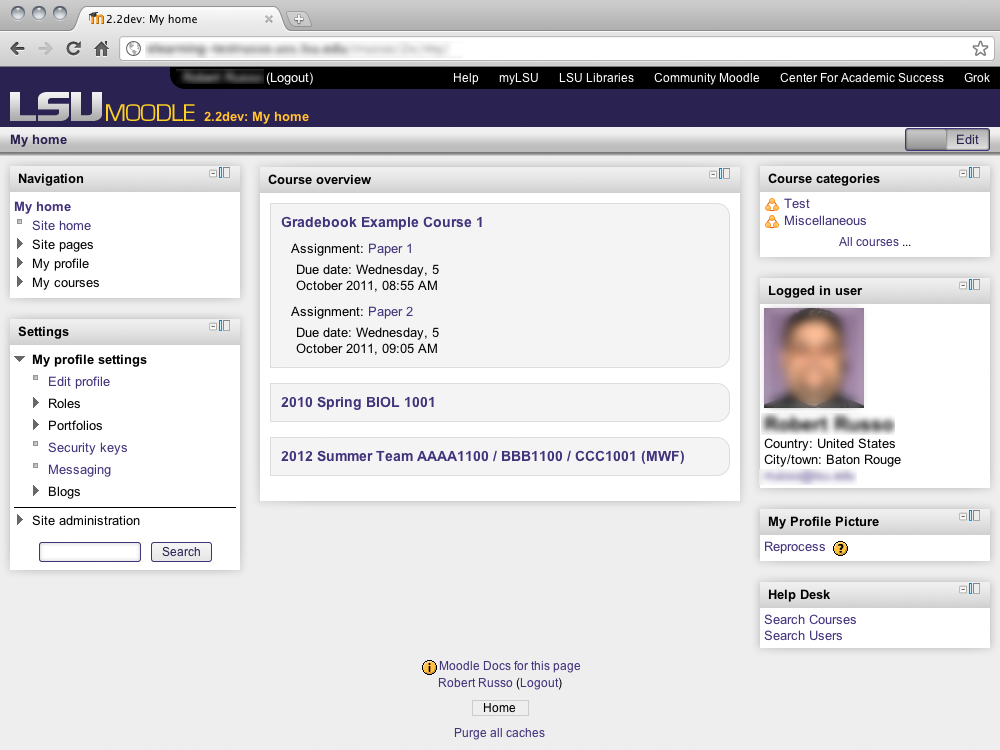 2.2dev: My home
(Logout)
Help myLSU LSU Libraries Community Moodle Center For Academic Success Grok
LSU MOODLE 2.2dev: My home
My home
Edit
Navigation
My home
Site home
Site pages
My profile
My courses
Settings
My profile settings
Edit profile
Roles
Portfolios
Security keys
Messaging
Blogs
Site administration
Search
Course overview
Gradebook Example Course 1
Assignment: Paper 1
Due date: Wednesday, 5
October 2011, 08:55 AM
Assignment: Paper 2
Due date: Wednesday, 5
October 2011, 09:05 AM
2010 Spring BIOL 1001
2012 Summer Team AAAA1100 / BBB1100 / CCC1001 (MWF)
Course categories
Test
Miscellaneous
All courses ...
Logged in user
Country: United States
City/town: Baton Rouge
My Profile Picture
Reprocess ?
Help Desk
Search Courses
Search Users
Moodle Docs for this page
Robert Russo (Logout)
Home
Purge all caches